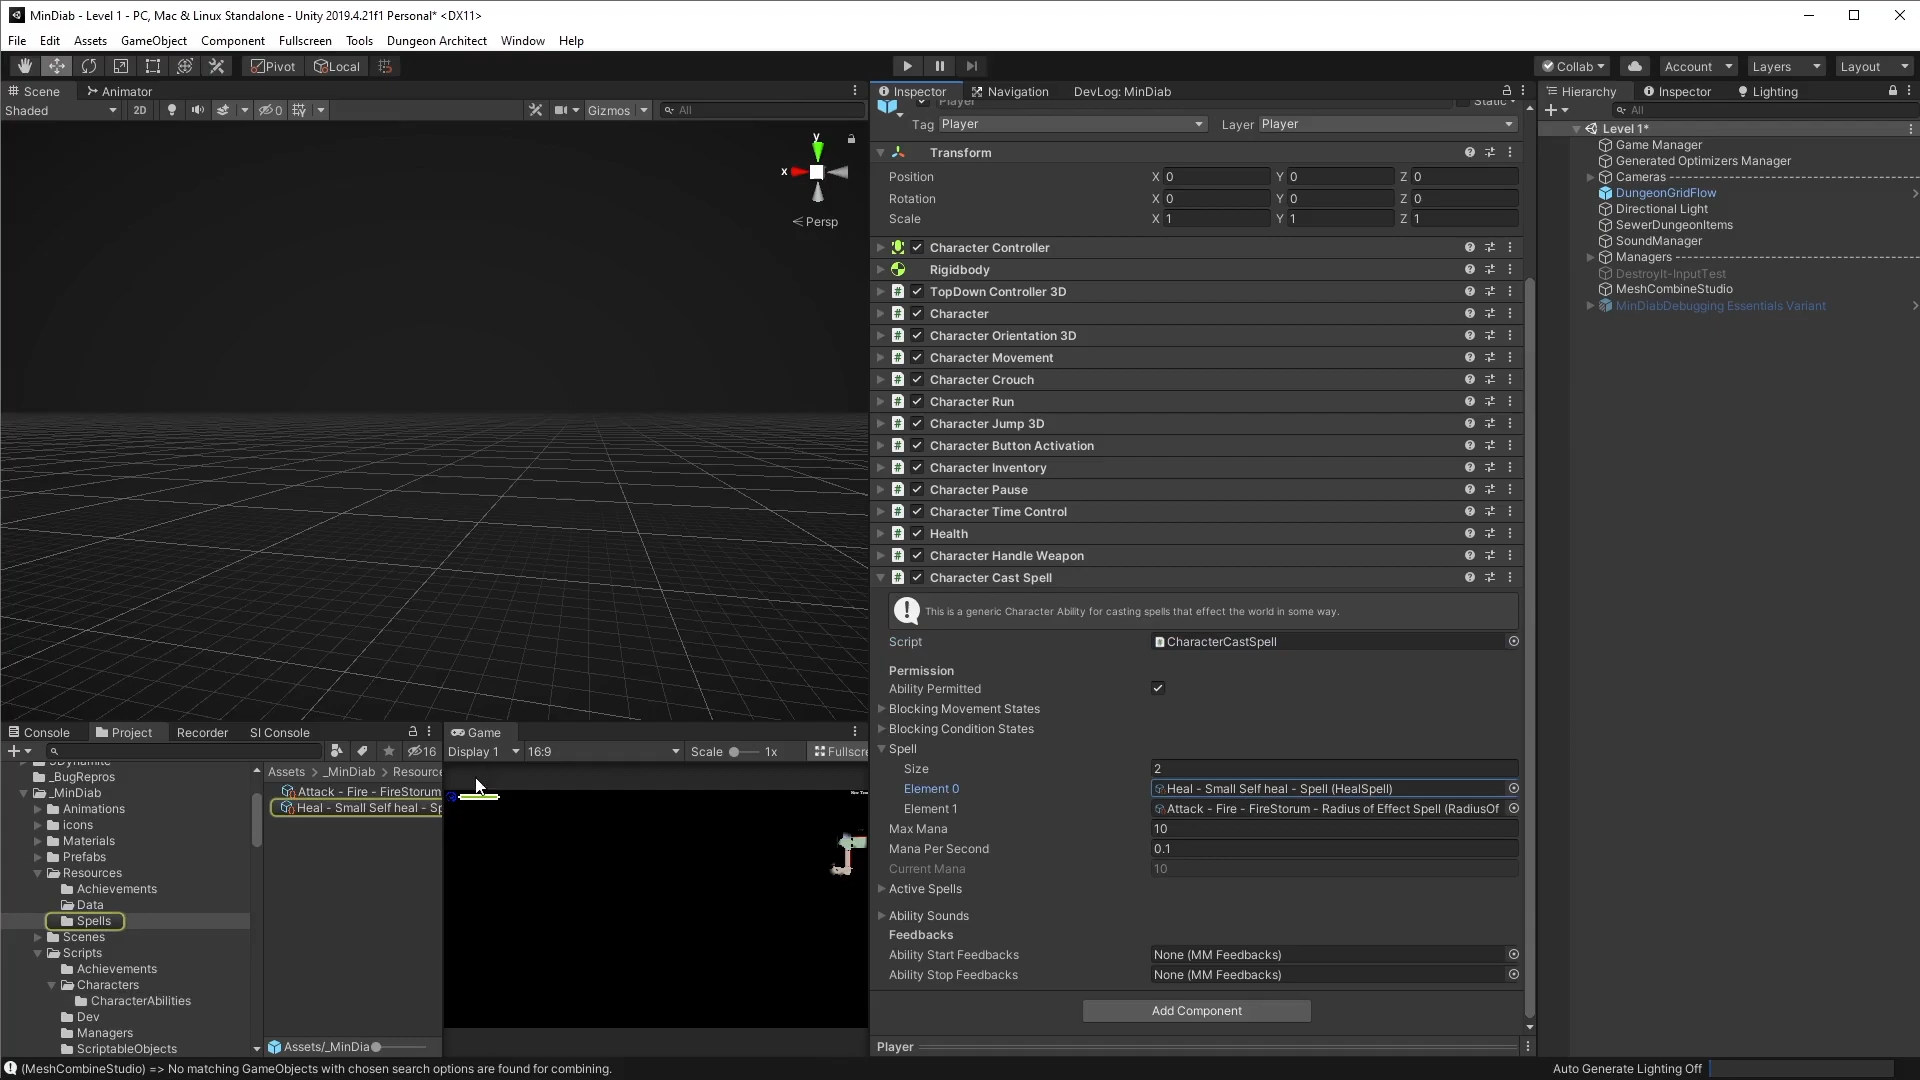 MinDiab - Level 1 - PC, Mac & Linux Standalone - Unity 2019.4.21f1 Personal* <DX11>
File Edit Assets GameObject Component Fullscreen Tools Dungeon Architect Window Help
Pivot Local Collab Account Layers Layout
Scene Animator
Shaded 2D 0 Gizmos All
y
x
< Persp
Inspector Navigation DevLog: MinDiab
Player Static
Tag Player Layer Player
Transform
Position X 0 Y 0 Z 0
Rotation X 0 Y 0 Z 0
Scale X 1 Y 1 Z 1
Character Controller
Rigidbody
TopDown Controller 3D
Character
Character Orientation 3D
Character Movement
Character Crouch
Character Run
Character Jump 3D
Character Button Activation
Character Inventory
Character Pause
Character Time Control
Health
Character Handle Weapon
Character Cast Spell
This is a generic Character Ability for casting spells that effect the world in some way.
Script CharacterCastSpell
Permission
Ability Permitted
Blocking Movement States
Blocking Condition States
Spell
Size 2
Element 0 Heal - Small Self heal - Spell (HealSpell)
Element 1 Attack - Fire - FireStorum - Radius of Effect Spell (RadiusOf
Max Mana 10
Mana Per Second 0.1
Current Mana 10
Active Spells
Ability Sounds
Feedbacks
Ability Start Feedbacks None (MM Feedbacks)
Ability Stop Feedbacks None (MM Feedbacks)
Add Component
Player
Hierarchy Inspector Lighting
All
Level 1*
Game Manager
Generated Optimizers Manager
Cameras --------------------------------
DungeonGridFlow
Directional Light
SewerDungeonItems
SoundManager
Managers -------------------------------
DestroyIt-InputTest
MeshCombineStudio
MinDiabDebugging Essentials Variant
Console Project Recorder SI Console
16
3Dynamite
_BugRepros
_MinDiab
Animations
icons
Materials
Prefabs
Resources
Achievements
Data
Spells
Scenes
Scripts
Achievements
Characters
CharacterAbilities
Dev
Managers
ScriptableObjects
Assets > _MinDiab > Resource
Attack - Fire - FireStorum
Heal - Small Self heal - Sp
Assets/_MinDia
Game
Display 1 16:9 Scale 1x Fullscre
(MeshCombineStudio) => No matching GameObjects with chosen search options are found for combining.
Auto Generate Lighting Off